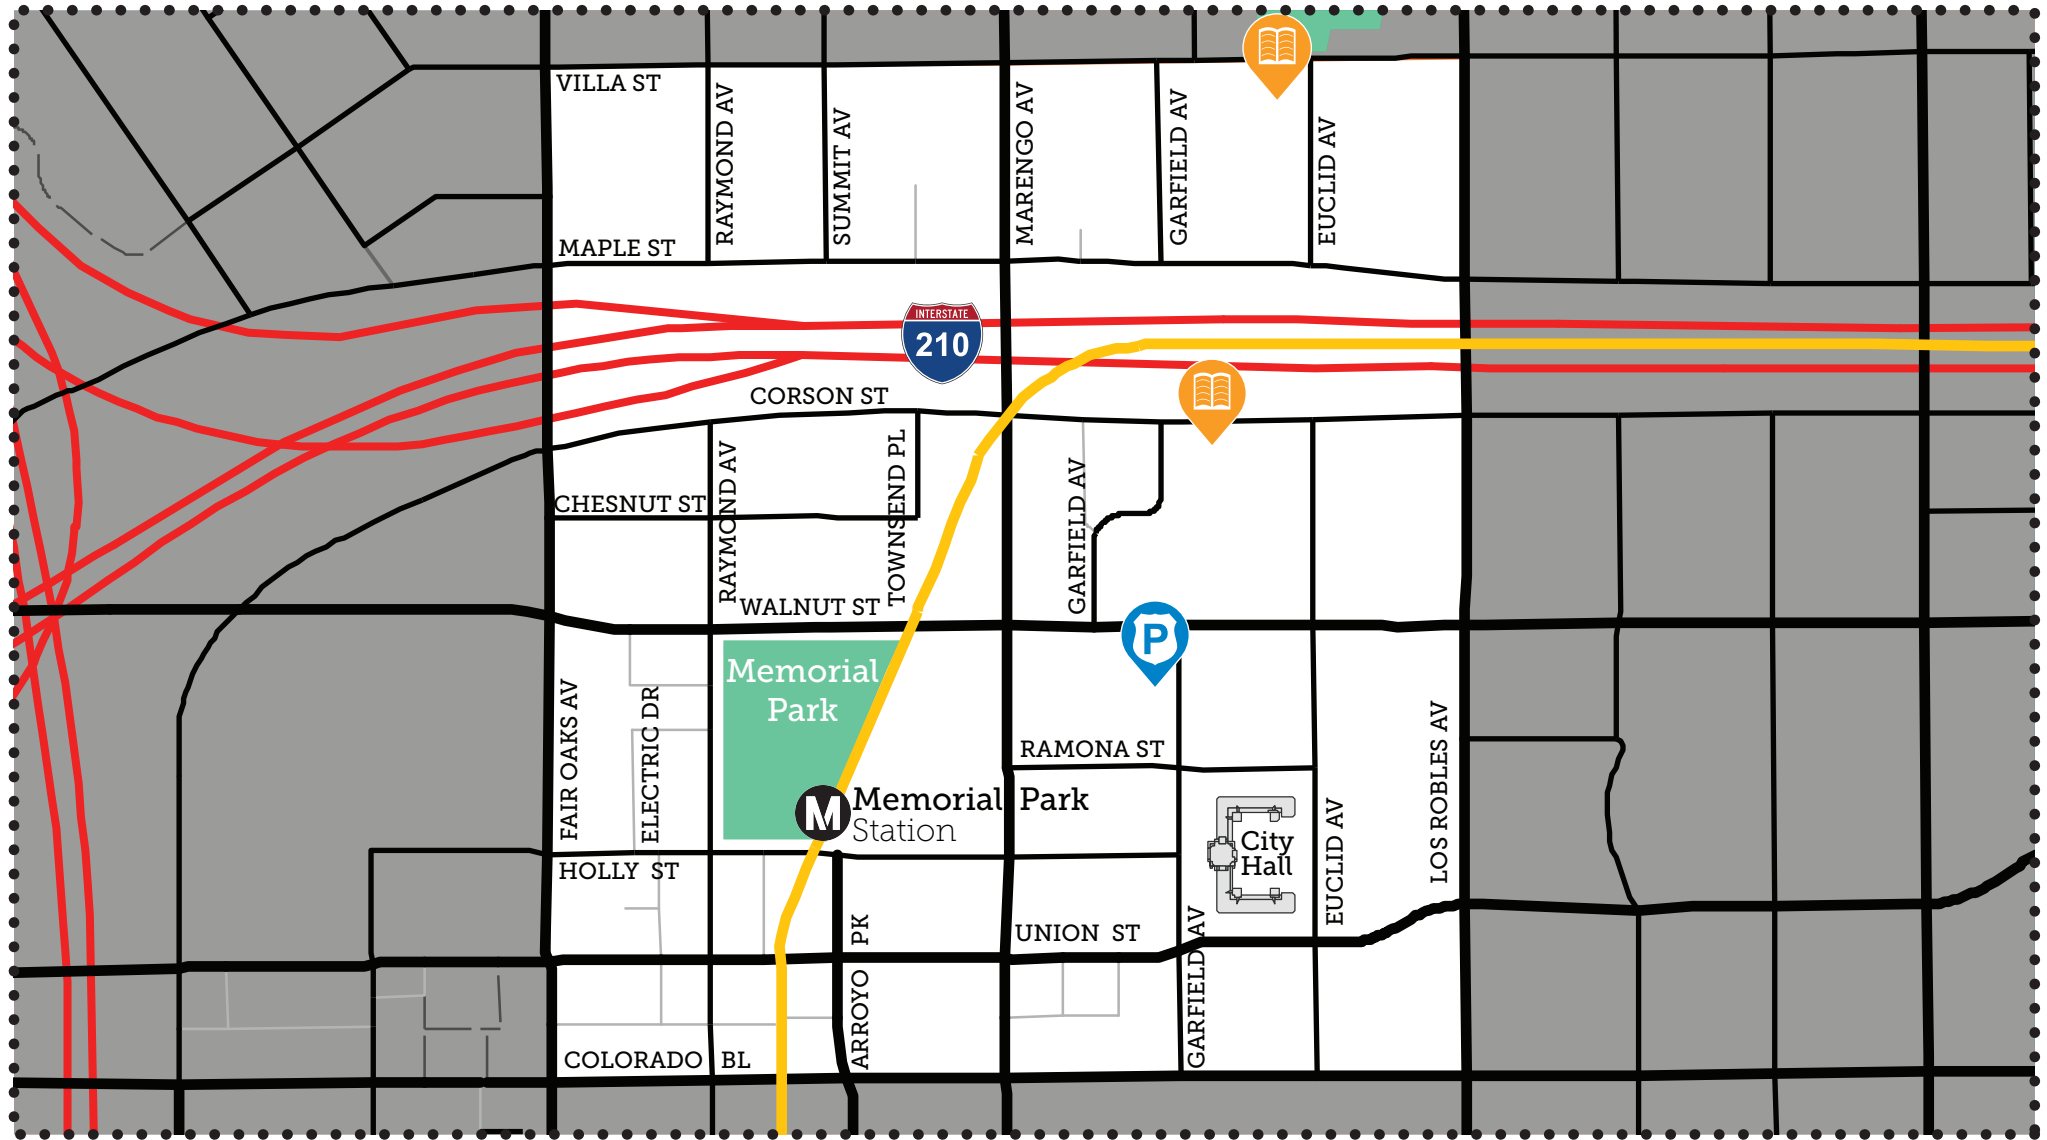 VILLA ST
RAYMOND AV
SUMMIT AV
MARENGO AV
GARFIELD AV
EUCLID AV
MAPLE ST
INTERSTATE
210
CORSON ST
CHESNUT ST
RAYMOND AV
TOWNSEND PL
GARFIELD AV
WALNUT ST
P
Memorial
Park
FAIR OAKS AV
ELECTRIC DR
RAMONA ST
LOS ROBLES AV
M
Memorial Park
Station
City
Hall
EUCLID AV
HOLLY ST
ARROYO PK
UNION ST
GARFIELD AV
COLORADO BL